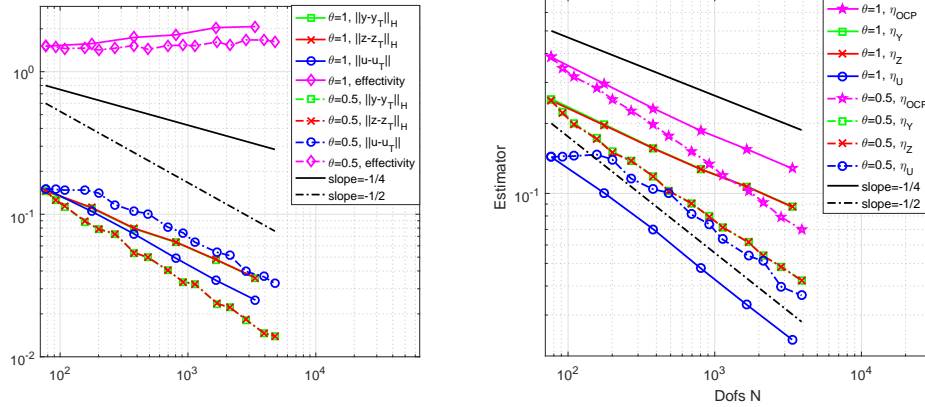 10^0
10^-1
10^-2
10^2
10^3
10^4
θ=1, ||y-y_T||_H
θ=1, ||z-z_T||_H
θ=1, ||u-u_T||
θ=1, effectivity
θ=0.5, ||y-y_T||_H
θ=0.5, ||z-z_T||_H
θ=0.5, ||u-u_T||
θ=0.5, effectivity
slope=-1/4
slope=-1/2
Estimator
10^-1
10^2
10^3
10^4
Dofs N
θ=1, η_OCP
θ=1, η_Y
θ=1, η_Z
θ=1, η_U
θ=0.5, η_OCP
θ=0.5, η_Y
θ=0.5, η_Z
θ=0.5, η_U
slope=-1/4
slope=-1/2